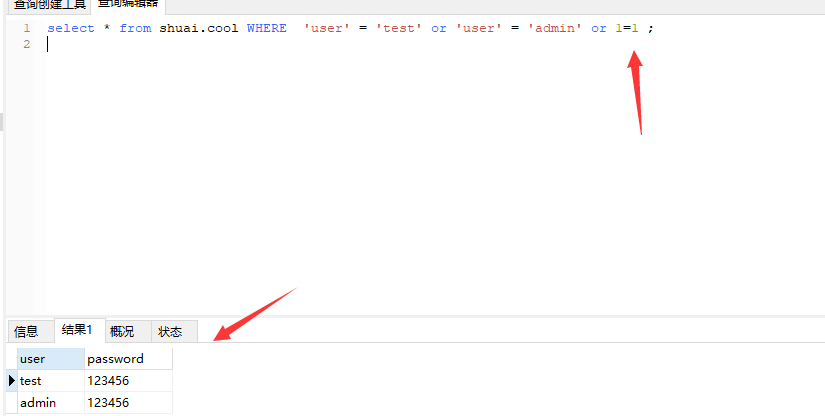 查询创建工具 查询编辑器
1 select * from shuai.cool WHERE  'user' = 'test' or 'user' = 'admin' or 1=1 ;
2
信息 结果1 概况 状态
user password
test 123456
admin 123456